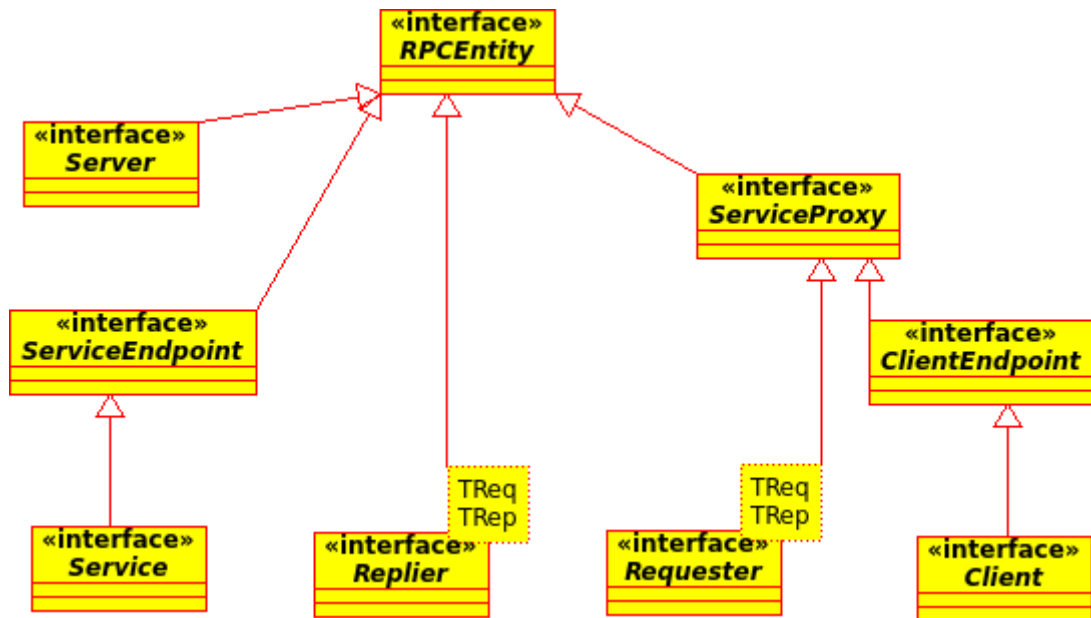 «interface»
RPCEntity
«interface»
Server
«interface»
ServiceProxy
«interface»
ServiceEndpoint
«interface»
ClientEndpoint
TReq
TRep
TReq
TRep
«interface»
Service
«interface»
Replier
«interface»
Requester
«interface»
Client